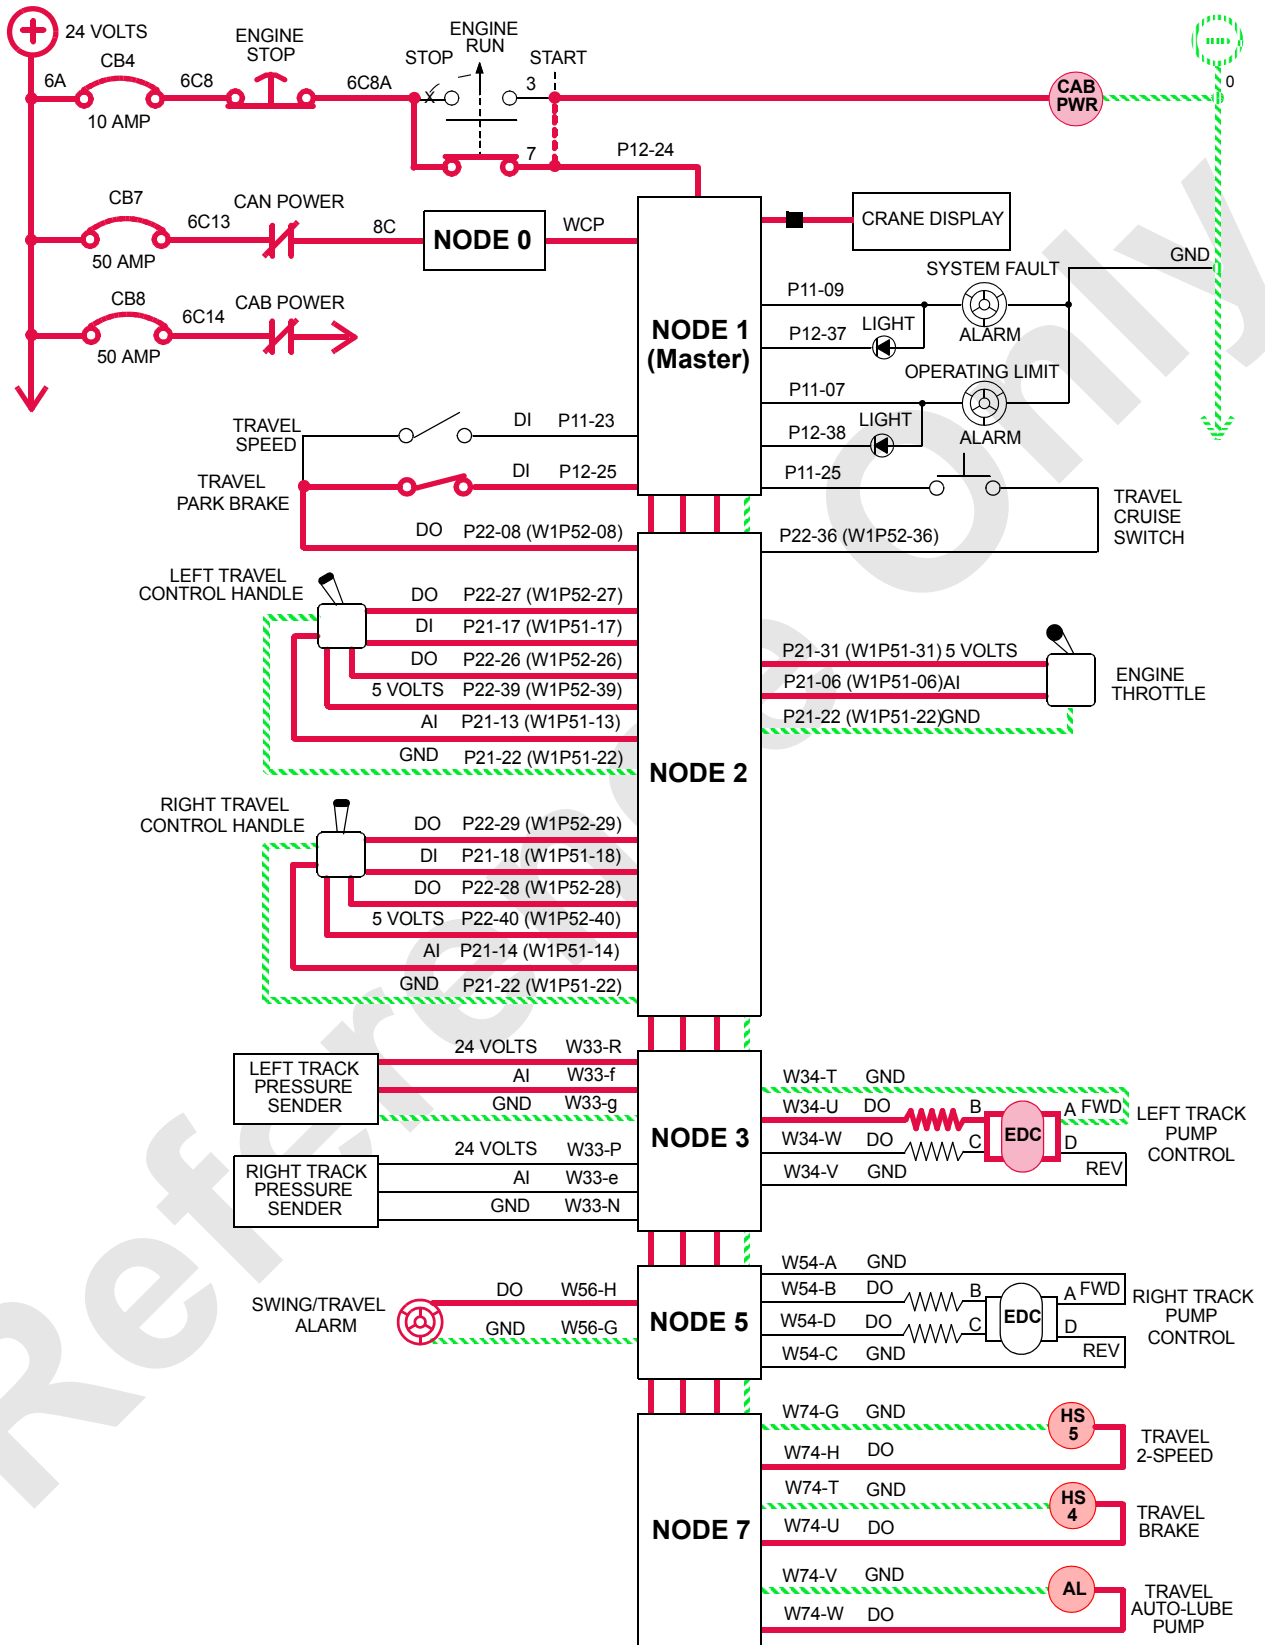 24 VOLTS
ENGINE
STOP
ENGINE
RUN
STOP
START
6A
CB4
6C8
6C8A
3
CAB
PWR
0
10 AMP
7
P12-24
CB7
6C13
CAN POWER
8C
NODE 0
WCP
50 AMP
CRANE DISPLAY
CB8
6C14
CAB POWER
50 AMP
NODE 1
(Master)
GND
SYSTEM FAULT
P11-09
P12-37
LIGHT
ALARM
OPERATING LIMIT
P11-07
P12-38
LIGHT
ALARM
P11-25
TRAVEL
CRUISE
SWITCH
TRAVEL
SPEED
DI P11-23
TRAVEL
PARK BRAKE
DI P12-25
DO P22-08 (W1P52-08)
P22-36 (W1P52-36)
LEFT TRAVEL
CONTROL HANDLE
DO P22-27 (W1P52-27)
DI P21-17 (W1P51-17)
DO P22-26 (W1P52-26)
5 VOLTS P22-39 (W1P52-39)
AI P21-13 (W1P51-13)
GND P21-22 (W1P51-22)
NODE 2
P21-31 (W1P51-31) 5 VOLTS
P21-06 (W1P51-06)AI
P21-22 (W1P51-22)GND
ENGINE
THROTTLE
RIGHT TRAVEL
CONTROL HANDLE
DO P22-29 (W1P52-29)
DI P21-18 (W1P51-18)
DO P22-28 (W1P52-28)
5 VOLTS P22-40 (W1P52-40)
AI P21-14 (W1P51-14)
GND P21-22 (W1P51-22)
LEFT TRACK
PRESSURE
SENDER
24 VOLTS W33-R
AI W33-f
GND W33-g
RIGHT TRACK
PRESSURE
SENDER
24 VOLTS W33-P
AI W33-e
GND W33-N
NODE 3
W34-T GND
W34-U DO
B
A FWD
W34-W DO
C
EDC
D
W34-V GND
REV
LEFT TRACK
PUMP
CONTROL
SWING/TRAVEL
ALARM
DO W56-H
GND W56-G
NODE 5
W54-A GND
W54-B DO
B
A FWD
W54-D DO
C
EDC
D
W54-C GND
REV
RIGHT TRACK
PUMP
CONTROL
NODE 7
W74-G GND
HS
5
W74-H DO
TRAVEL
2-SPEED
W74-T GND
HS
4
W74-U DO
TRAVEL
BRAKE
W74-V GND
AL
W74-W DO
TRAVEL
AUTO-LUBE
PUMP
Reference Only